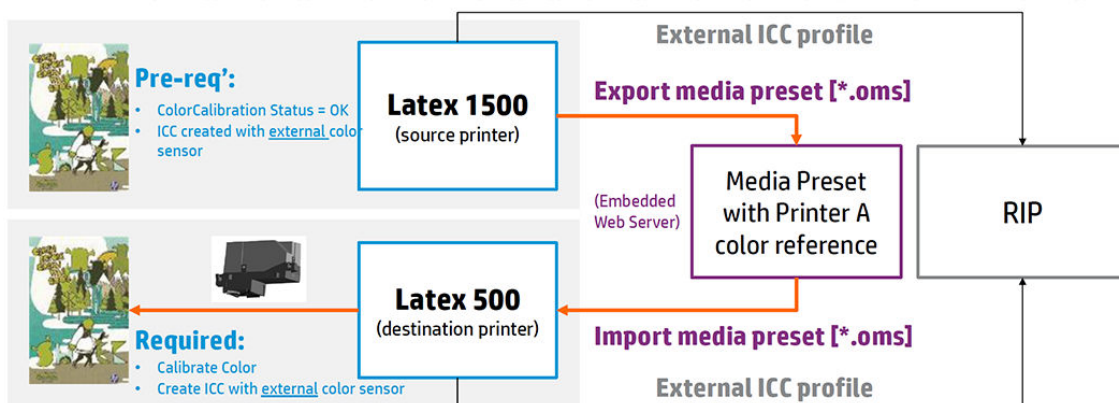 External ICC profile
Pre-req’:
• ColorCalibration Status = OK
• ICC created with external color
sensor
Latex 1500
(source printer)
Export media preset [*.oms]
(Embedded
Web Server)
Media Preset
with Printer A
color reference
RIP
Latex 500
(destination printer)
Import media preset [*.oms]
Required:
• Calibrate Color
• Create ICC with external color sensor
External ICC profile